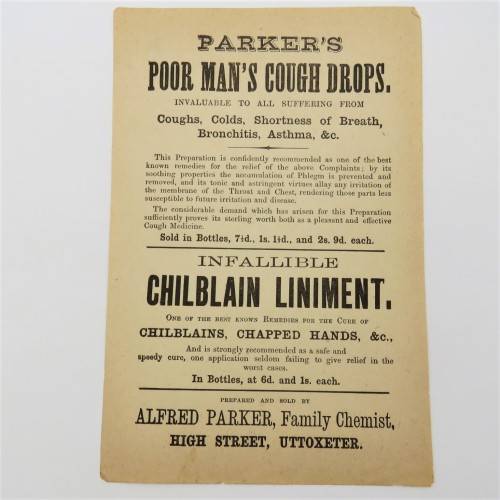 PARKER'S
POOR MAN'S COUGH DROPS.
INVALUABLE TO ALL SUFFERING FROM
Coughs, Colds, Shortness of Breath,
Bronchitis, Asthma, &c.
This Preparation is confidently recommended as one of the best
known remedies for the relief of the above Complaints; by its
soothing properties the accumulation of Phlegm is prevented and
removed, and its tonic and astringent virtues allay any irritation of
the membrane of the Throat and Chest, rendering those parts less
susceptible to future irritation and disease.
The considerable demand which has arisen for this Preparation
sufficiently proves its sterling worth both as a pleasant and effective
Cough Medicine.
Sold in Bottles, 7½d., 1s. 1½d., and 2s. 9d. each.
INFALLIBLE
CHILBLAIN LINIMENT.
ONE OF THE BEST KNOWN REMEDIES FOR THE CURE OF
CHILBLAINS, CHAPPED HANDS, &c.,
And is strongly recommended as a safe and
speedy cure, one application seldom failing to give relief in the
worst cases.
In Bottles, at 6d. and 1s. each.
PREPARED AND SOLD BY
ALFRED PARKER, Family Chemist,
HIGH STREET, UTTOXETER.